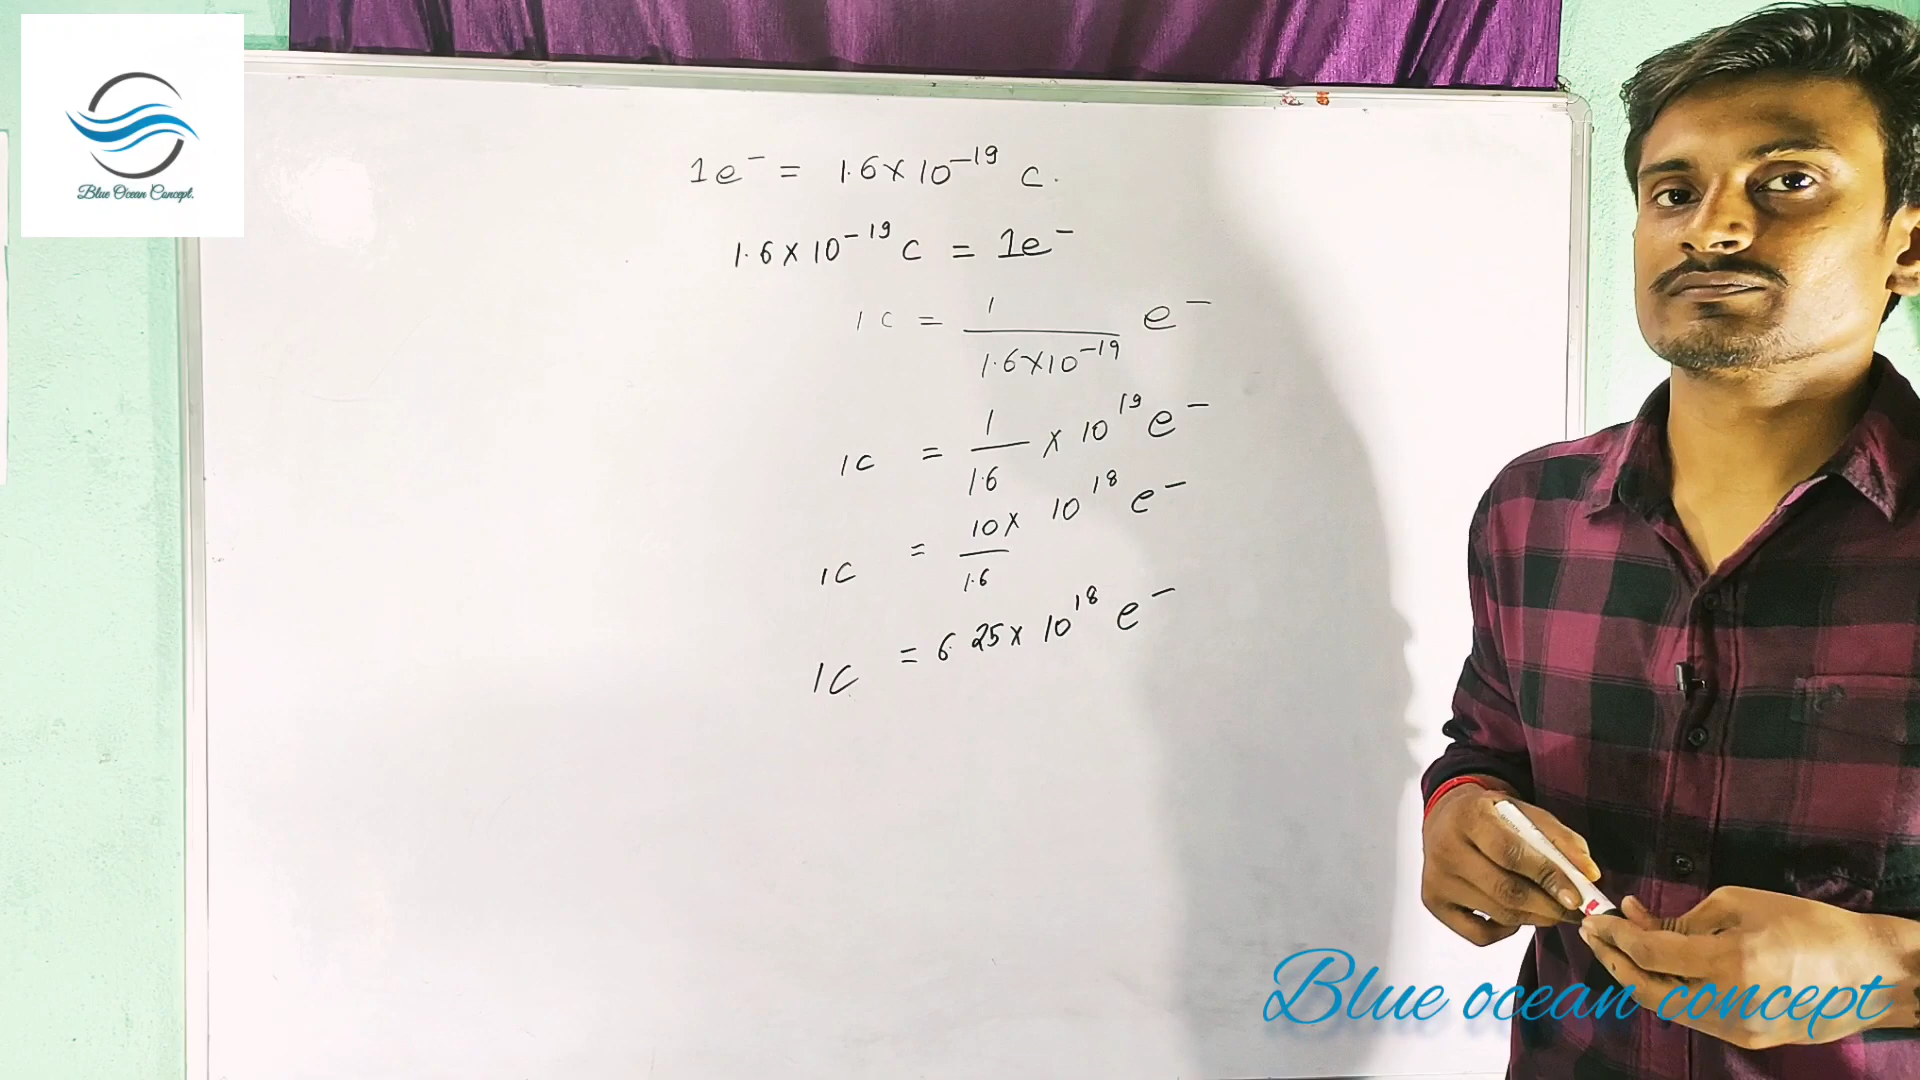 Blue Ocean Concept.
1e⁻ = 1.6 × 10⁻¹⁹ C.
1.6 × 10⁻¹⁹ C = 1e⁻
1 C = 1 / 1.6×10⁻¹⁹ e⁻
1C = 1 / 1.6 × 10¹⁹ e⁻
1C = 10 / 1.6 × 10¹⁸ e⁻
1C = 6.25 × 10¹⁸ e⁻
Blue ocean concept